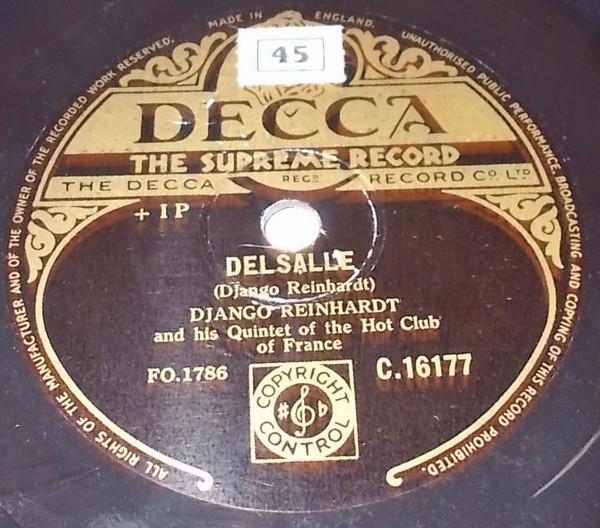 MADE IN ENGLAND.
45
DECCA
THE SUPREME RECORD
THE DECCA REGD RECORD CO. LTD
+ 1 P
DELSALLE
(Django Reinhardt)
DJANGO REINHARDT
and his Quintet of the Hot Club
of France
FO.1786
C.16177
COPYRIGHT
CONTROL
ALL RIGHTS OF THE MANUFACTURER AND OF THE OWNER OF THE RECORDED WORK RESERVED.
UNAUTHORISED PUBLIC PERFORMANCE, BROADCASTING AND COPYING OF THIS RECORD PROHIBITED.